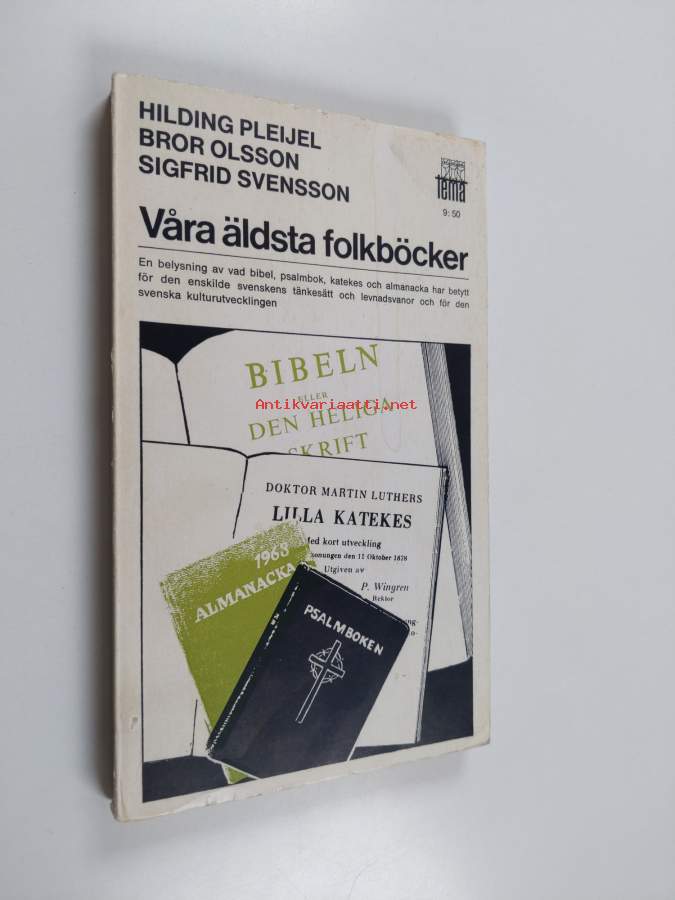 HILDING PLEIJEL
BROR OLSSON
SIGFRID SVENSSON
tema
9:50
Våra äldsta folkböcker
En belysning av vad bibel, psalmbok, katekes och almanacka har betytt
för den enskilde svenskens tänkesätt och levnadsvanor och för den
svenska kulturutvecklingen
BIBELN
ELLER
Antikvariaatti.net
DEN HELIGA
SKRIFT
DOKTOR MARTIN LUTHERS
LILLA KATEKES
Med kort utveckling
konungen den 11 Oktober 1878
Utgiven av
P. Wingren
Rektor
1963
ALMANACKA
PSALMBOKEN